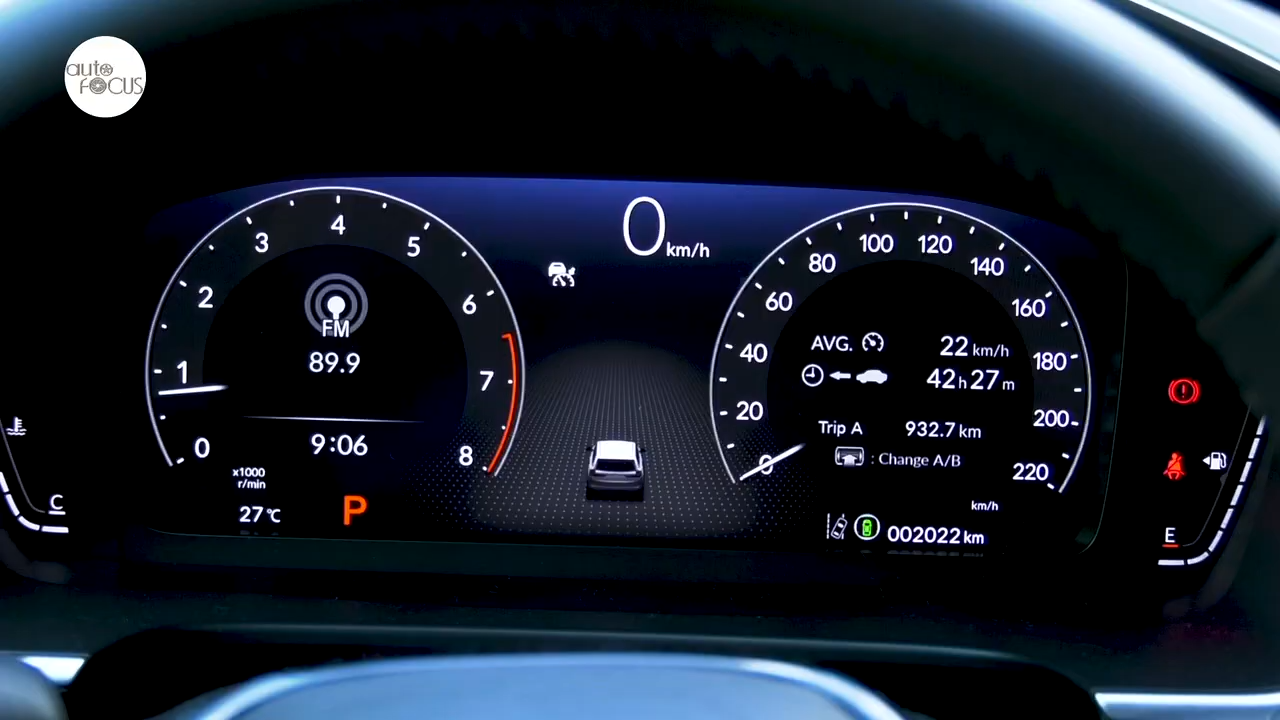 auto
FOCUS
0 km/h
0 1 2 3 4 5 6 7 8
x1000
r/min
FM
89.9
9:06
27 °C
P
0 20 40 60 80 100 120 140 160 180 200 220
km/h
AVG. 22 km/h
42 h 27 m
Trip A 932.7 km
: Change A/B
002022 km
C
E